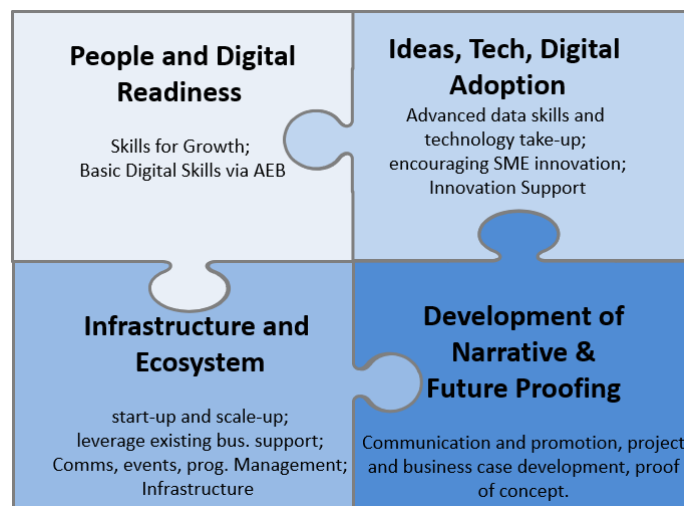 People and Digital
Readiness
Skills for Growth;
Basic Digital Skills via AEB
Ideas, Tech, Digital
Adoption
Advanced data skills and
technology take-up;
encouraging SME innovation;
Innovation Support
Infrastructure and
Ecosystem
start-up and scale-up;
leverage existing bus. support;
Comms, events, prog. Management;
Infrastructure
Development of
Narrative &
Future Proofing
Communication and promotion, project
and business case development, proof
of concept.